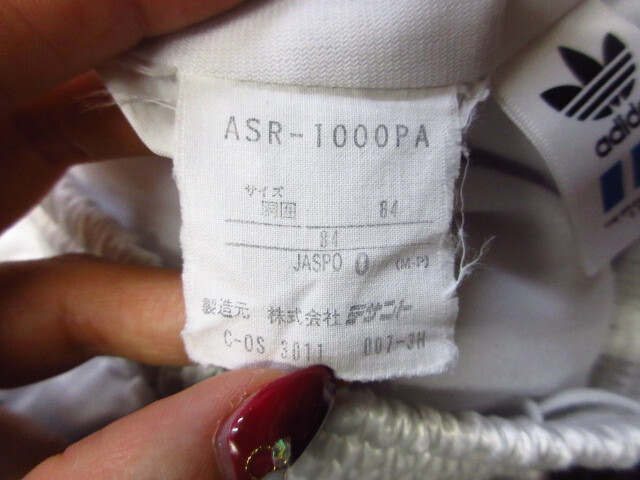 ASR-1000PA
サイズ
胴囲 84
84
JASPO O (M-P)
製造元 株式会社デサント
C-OS 3011 007-3H
adidas